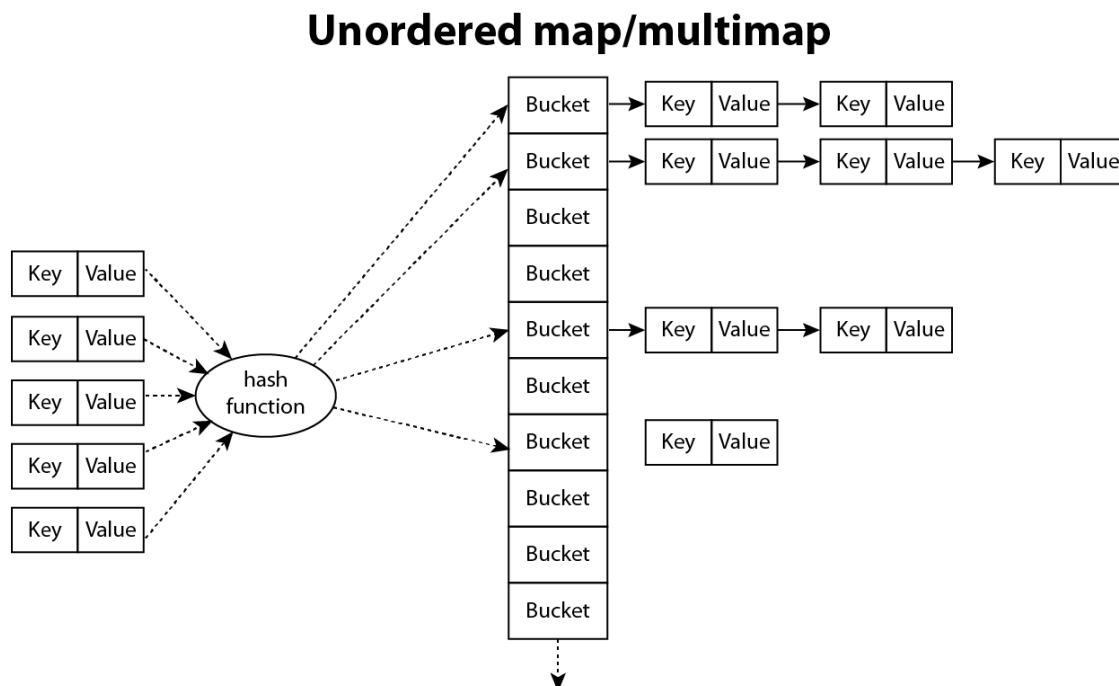 Unordered map/multimap
Bucket Key Value Key Value
Bucket Key Value Key Value Key Value
Bucket
Key Value Bucket
Key Value Bucket Key Value Key Value
hash
function
Key Value Bucket
Key Value Bucket Key Value
Key Value Bucket
Bucket
Bucket